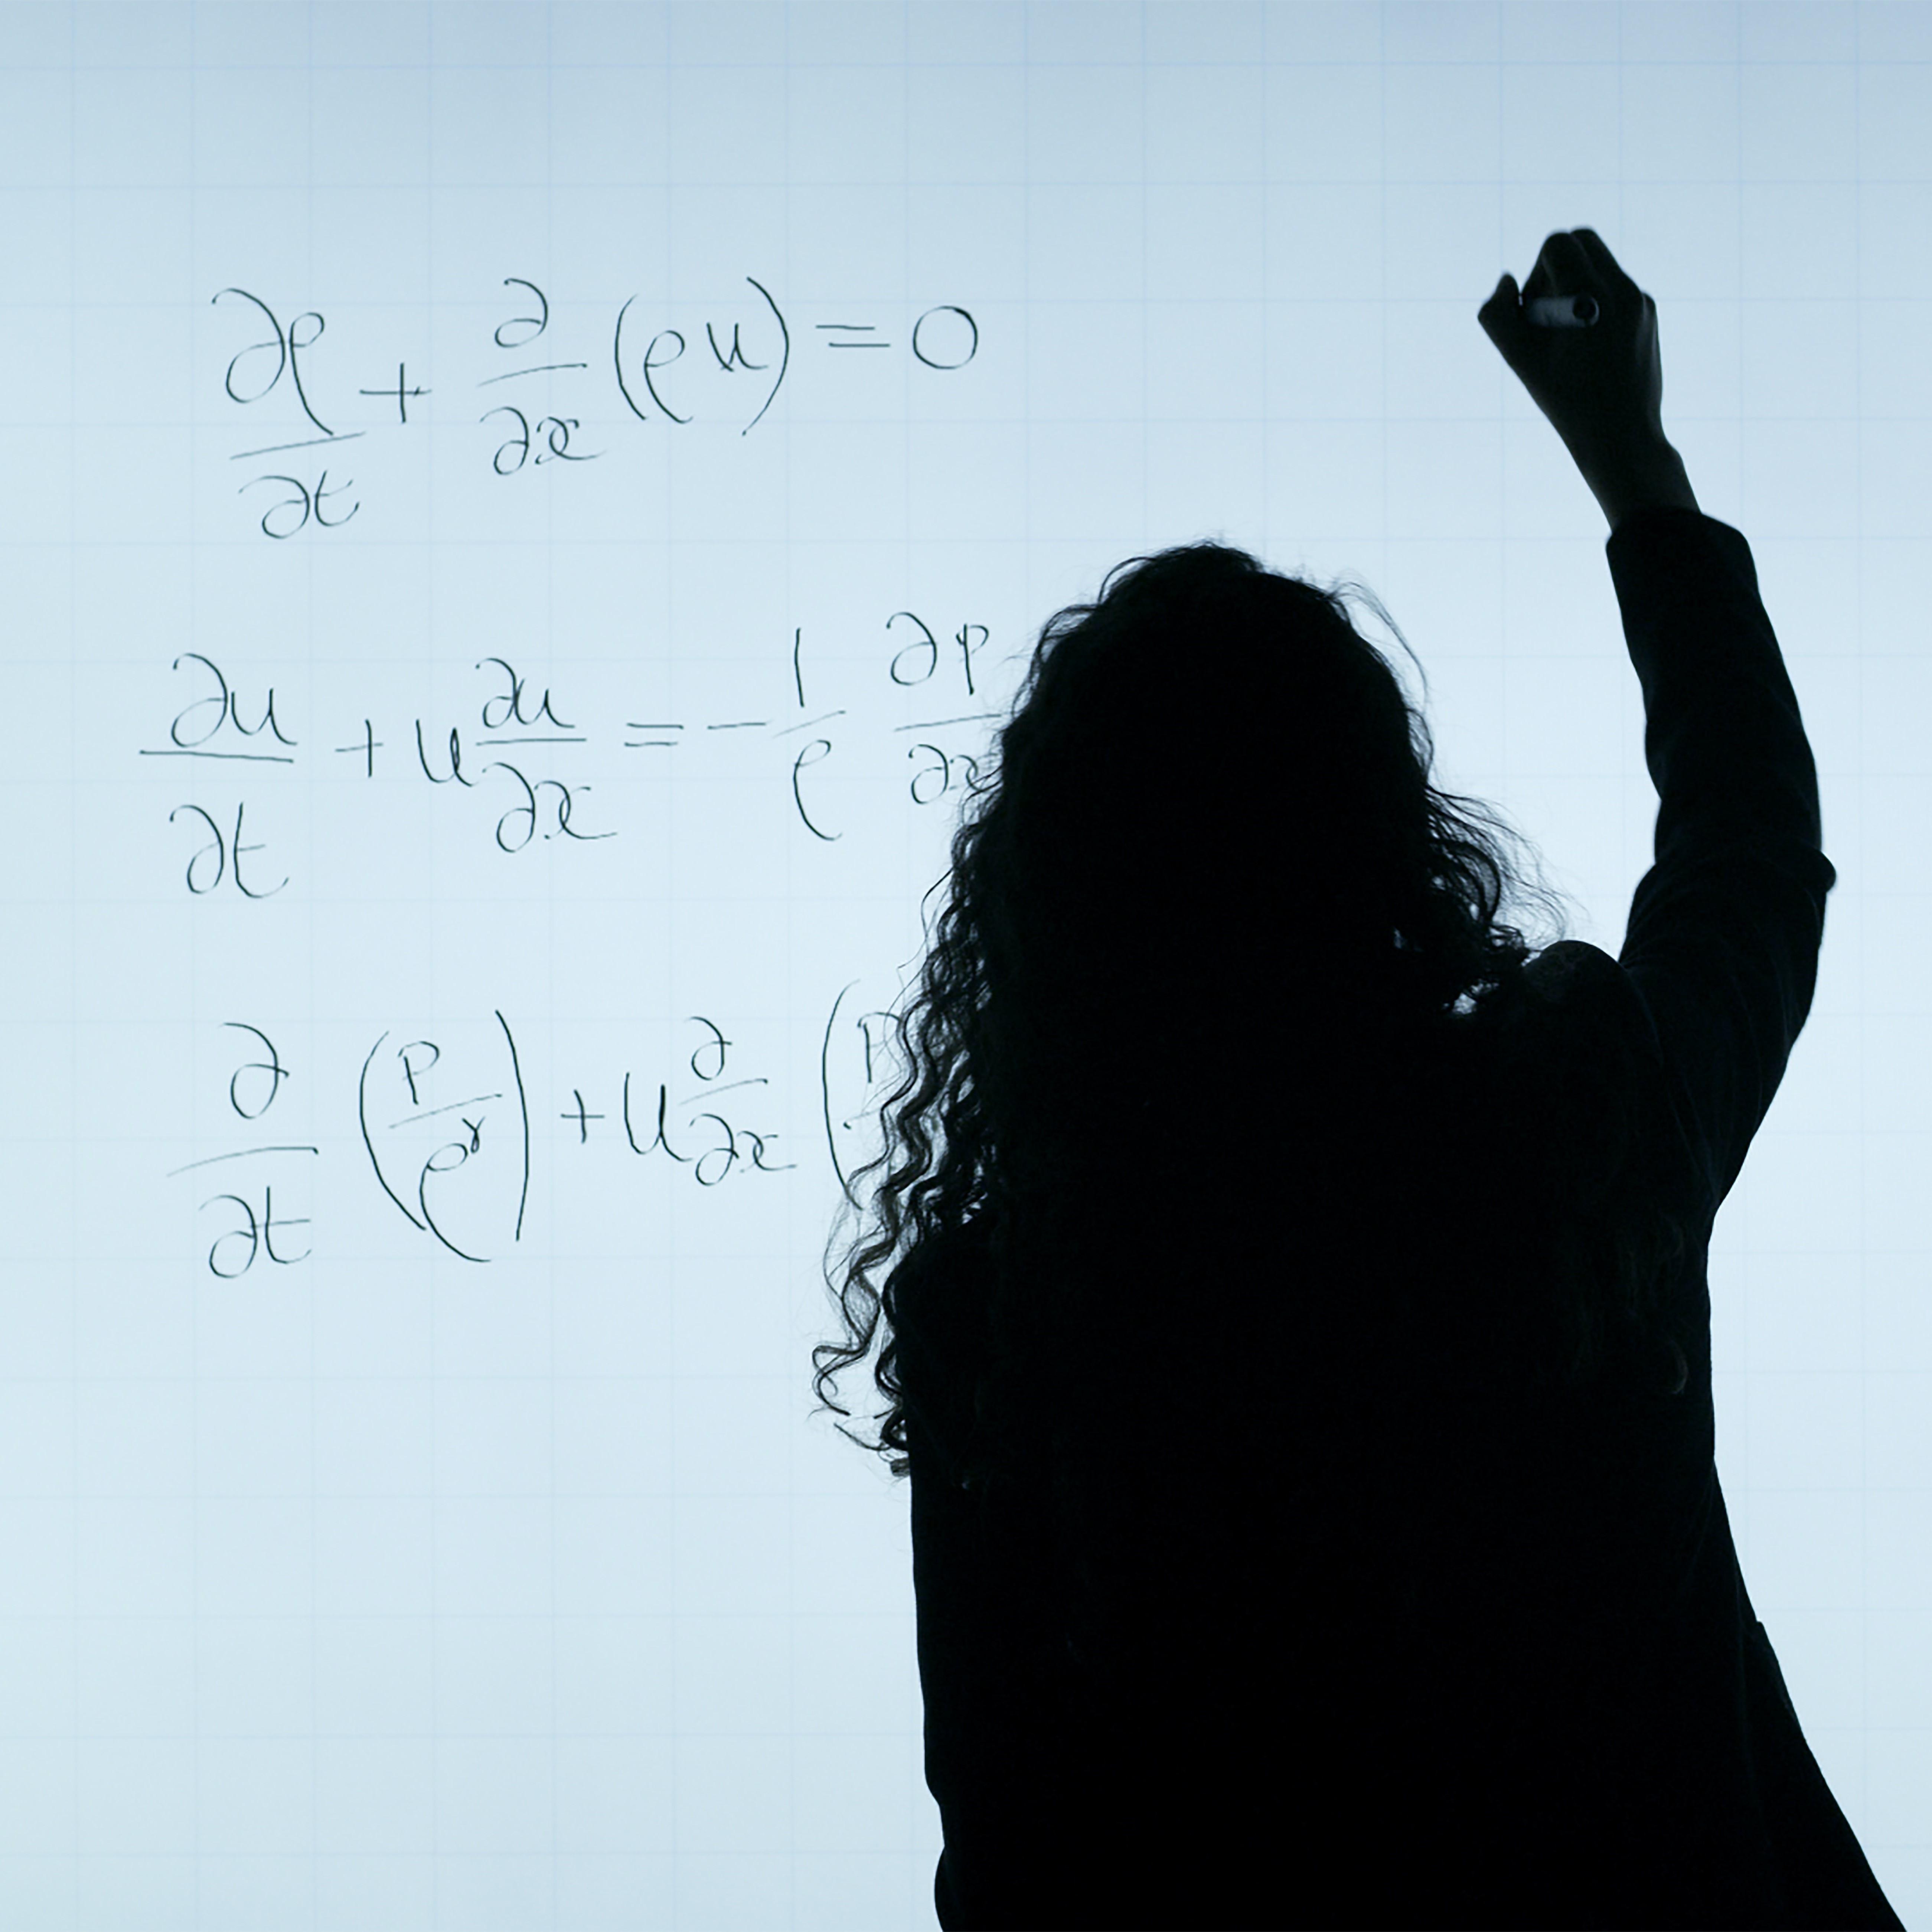 ∂ρ/∂t + ∂/∂x (ρu) = 0
∂u/∂t + u ∂u/∂x = - 1/ρ ∂p/∂x
∂/∂t (P/ρ^γ) + u ∂/∂x (P